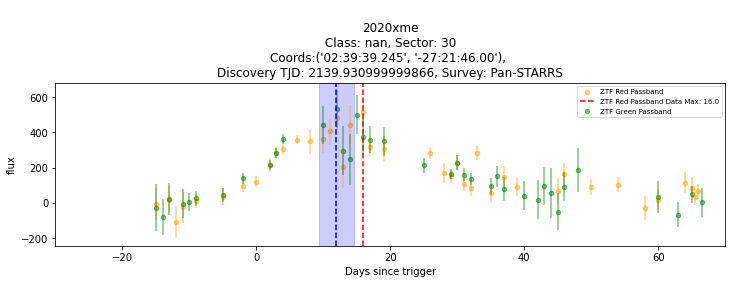 2020xme
Class: nan, Sector: 30
Coords:('02:39:39.245', '-27:21:46.00'),
Discovery TJD: 2139.930999999866, Survey: Pan-STARRS
ZTF Red Passband
ZTF Red Passband Data Max: 16.0
ZTF Green Passband
flux
600
400
200
0
−200
−20
0
20
40
60
Days since trigger